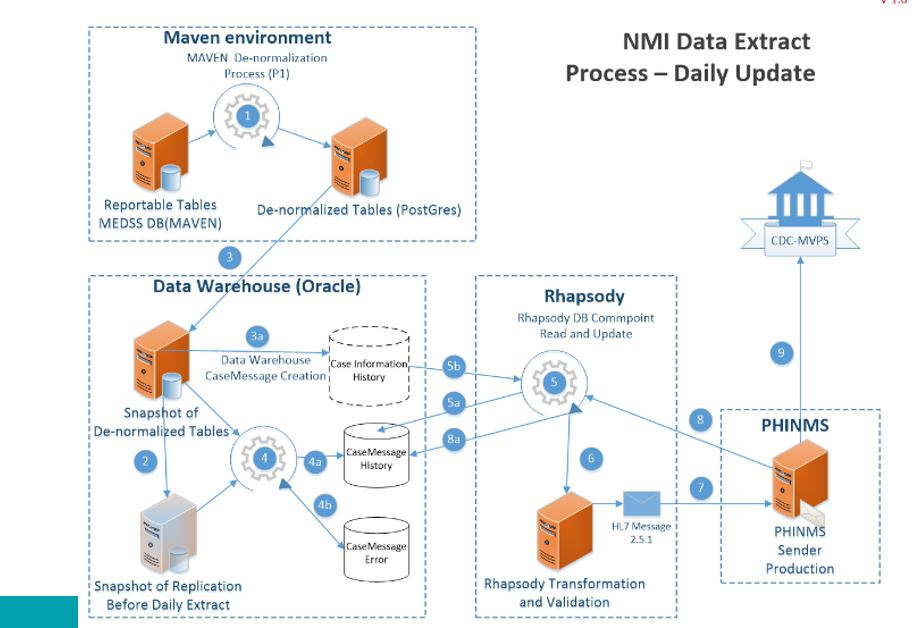 V 1.0
NMI Data Extract
Process – Daily Update
Maven environment
MAVEN De-normalization
Process (P1)
1
Reportable Tables
MEDSS DB(MAVEN)
De-normalized Tables (PostGres)
3
Data Warehouse (Oracle)
3a
Data Warehouse
CaseMessage Creation
Case Information
History
Snapshot of
De-normalized Tables
2
4
4a
4b
CaseMessage
History
CaseMessage
Error
Snapshot of Replication
Before Daily Extract
5b
5a
8a
Rhapsody
Rhapsody DB Commpoint
Read and Update
5
6
HL7 Message
2.5.1
Rhapsody Transformation
and Validation
7
8
9
CDC-MVPS
PHINMS
PHINMS
Sender
Production